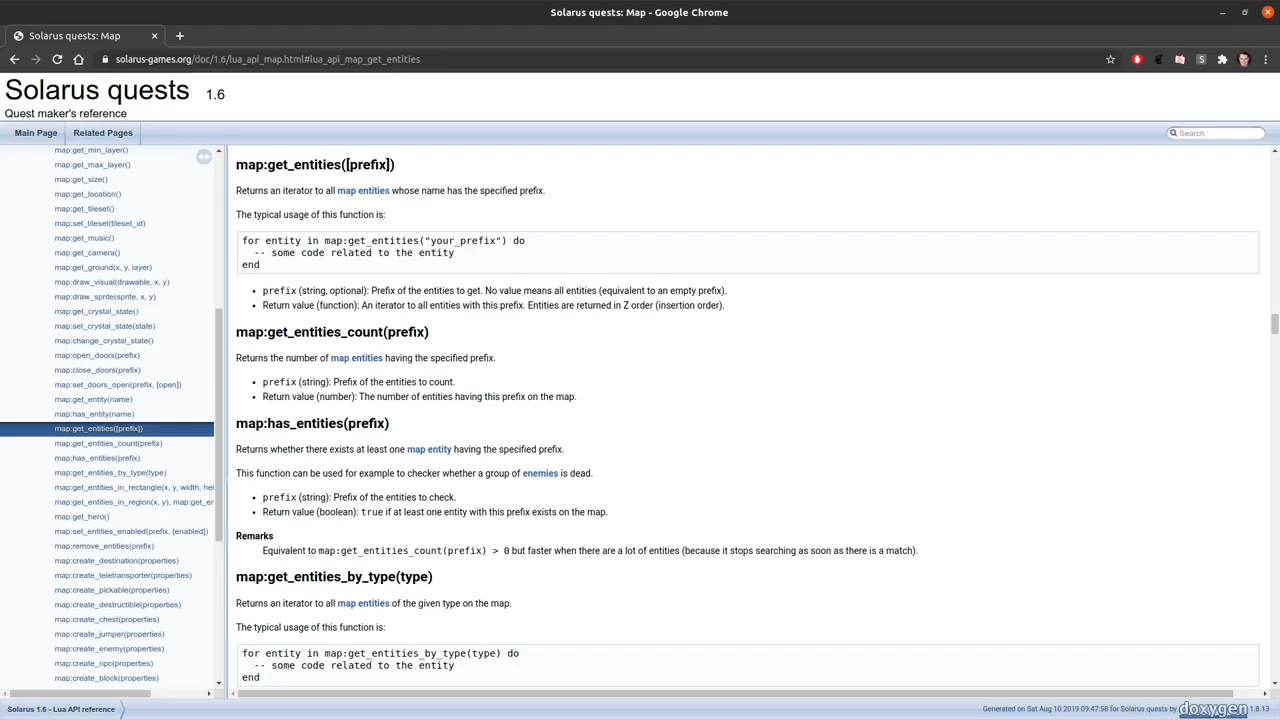 Solarus quests: Map - Google Chrome
Solarus quests: Map
solarus-games.org/doc/1.6/lua_api_map.html#lua_api_map_get_entities
Solarus quests 1.6
Quest maker's reference
Main Page
Related Pages
Search
map:get_min_layer()
map:get_max_layer()
map:get_size()
map:get_location()
map:get_tileset()
map:set_tileset(tileset_id)
map:get_music()
map:get_camera()
map:get_ground(x, y, layer)
map:draw_visual(drawable, x, y)
map:draw_sprite(sprite, x, y)
map:get_crystal_state()
map:set_crystal_state(state)
map:change_crystal_state()
map:open_doors(prefix)
map:close_doors(prefix)
map:set_doors_open(prefix, [open])
map:get_entity(name)
map:has_entity(name)
map:get_entities([prefix])
map:get_entities_count(prefix)
map:has_entities(prefix)
map:get_entities_by_type(type)
map:get_entities_in_rectangle(x, y, width, hei
map:get_entities_in_region(x, y), map:get_er
map:get_hero()
map:set_entities_enabled(prefix, [enabled])
map:remove_entities(prefix)
map:create_destination(properties)
map:create_teletransporter(properties)
map:create_pickable(properties)
map:create_destructible(properties)
map:create_chest(properties)
map:create_jumper(properties)
map:create_enemy(properties)
map:create_npc(properties)
map:create_block(properties)
map:get_entities([prefix])
Returns an iterator to all map entities whose name has the specified prefix.
The typical usage of this function is:
for entity in map:get_entities("your_prefix") do
-- some code related to the entity
end
• prefix (string, optional): Prefix of the entities to get. No value means all entities (equivalent to an empty prefix).
• Return value (function): An iterator to all entities with this prefix. Entities are returned in Z order (insertion order).
map:get_entities_count(prefix)
Returns the number of map entities having the specified prefix.
• prefix (string): Prefix of the entities to count.
• Return value (number): The number of entities having this prefix on the map.
map:has_entities(prefix)
Returns whether there exists at least one map entity having the specified prefix.
This function can be used for example to checker whether a group of enemies is dead.
• prefix (string): Prefix of the entities to check.
• Return value (boolean): true if at least one entity with this prefix exists on the map.
Remarks
Equivalent to map:get_entities_count(prefix) > 0 but faster when there are a lot of entities (because it stops searching as soon as there is a match).
map:get_entities_by_type(type)
Returns an iterator to all map entities of the given type on the map.
The typical usage of this function is:
for entity in map:get_entities_by_type(type) do
-- some code related to the entity
end
Solarus 1.6 - Lua API reference
Generated on Sat Aug 10 2019 09:47:58 for Solarus quests by doxygen 1.8.13